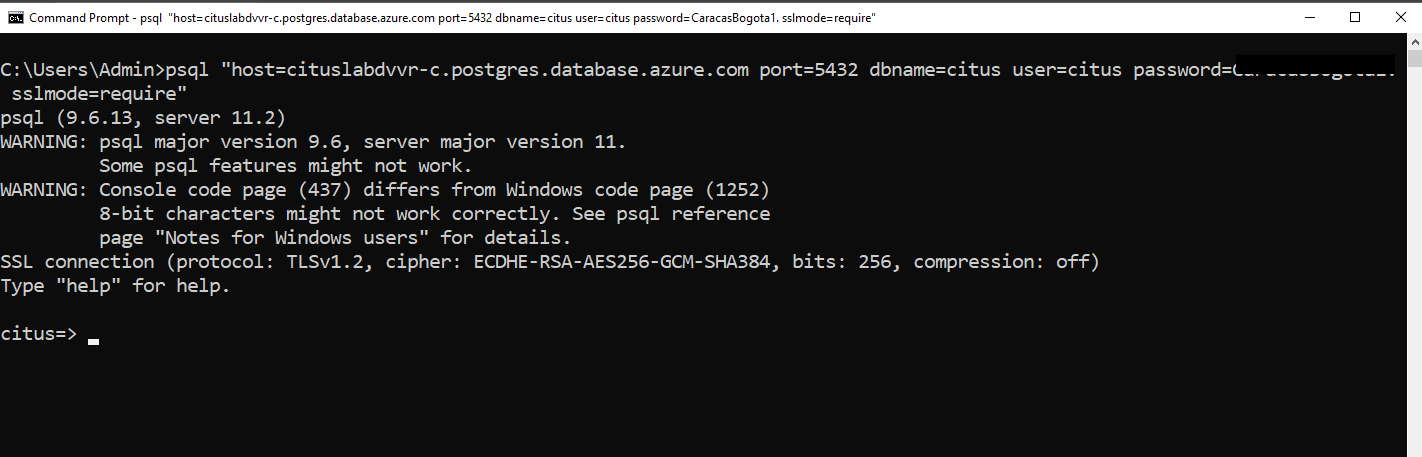 Command Prompt - psql "host=cituslabdvvr-c.postgres.database.azure.com port=5432 dbname=citus user=citus password=CaracasBogota1. sslmode=require"
C:\Users\Admin>psql "host=cituslabdvvr-c.postgres.database.azure.com port=5432 dbname=citus user=citus password=
sslmode=require"
psql (9.6.13, server 11.2)
WARNING: psql major version 9.6, server major version 11.
Some psql features might not work.
WARNING: Console code page (437) differs from Windows code page (1252)
8-bit characters might not work correctly. See psql reference
page "Notes for Windows users" for details.
SSL connection (protocol: TLSv1.2, cipher: ECDHE-RSA-AES256-GCM-SHA384, bits: 256, compression: off)
Type "help" for help.
citus=>